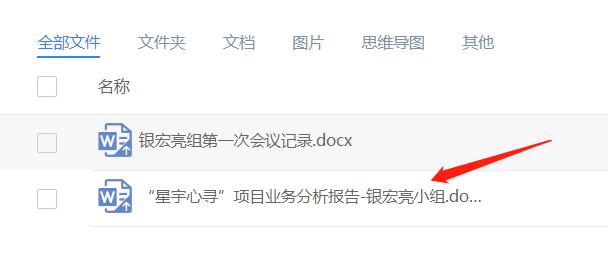 全部文件 文件夹 文档 图片 思维导图 其他
名称
银宏亮组第一次会议记录.docx
“星宇心寻”项目业务分析报告-银宏亮小组.do...